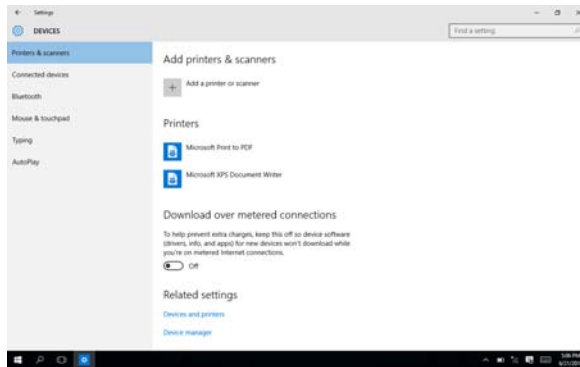 Settings
DEVICES
Find a setting
Printers & scanners
Connected devices
Bluetooth
Mouse & touchpad
Typing
AutoPlay
Add printers & scanners
Add a printer or scanner
Printers
Microsoft Print to PDF
Microsoft XPS Document Writer
Download over metered connections
To help prevent extra charges, keep this off so device software
(drivers, info, and apps) for new devices won't download while
you're on metered Internet connections.
Off
Related settings
Devices and printers
Device manager
5:06 PM